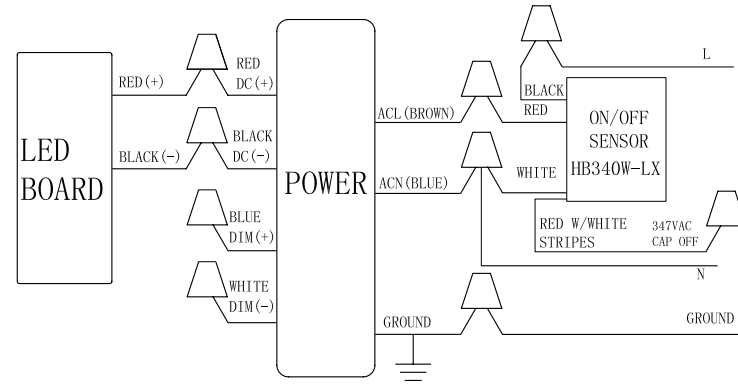 LED
BOARD
RED(+)
BLACK(-)
RED
DC(+)
BLACK
DC(-)
BLUE
DIM(+)
WHITE
DIM(-)
POWER
ACL(BROWN)
ACN(BLUE)
GROUND
BLACK
RED
WHITE
ON/OFF
SENSOR
HB340W-LX
RED W/WHITE
STRIPES
347VAC
CAP OFF
L
N
GROUND